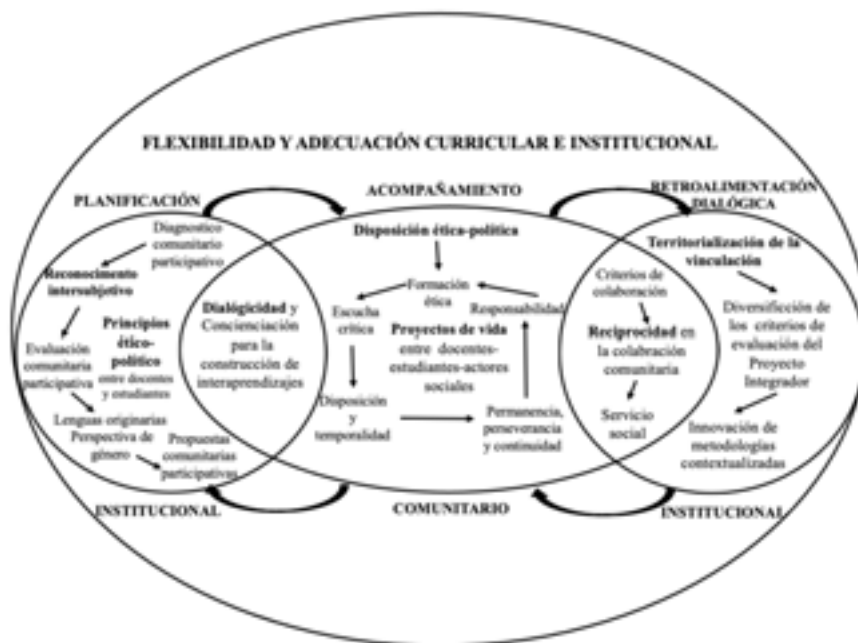 FLEXIBILIDAD Y ADECUACIÓN CURRICULAR E INSTITUCIONAL
PLANIFICACIÓN
ACOMPAÑAMIENTO
RETROALIMENTACIÓN
DIALÓGICA
Diagnostico
comunitario
participativo
Reconocimento
intersubjetivo
Principios
ético-
político
entre docentes
y estudiantes
Evaluación
comunitaria
participativa
Lenguas originarias
Perspectiva de
género
Propuestas
comunitarias
participativas
Dialógicidad y
Concienciación
para la
construcción de
interaprendizajes
Disposición ética-política
Formación
ética
Escucha
crítica
Responsabilidad
Proyectos de vida
entre docentes-
estudiantes-actores
sociales
Disposición
y
temporalidad
Permanencia,
perseverancia
y continuidad
Criterios de
colaboración
Reciprocidad en
la colabración
comunitaria
Servicio
social
Territorialización de la
vinculación
Diversificción de
los criterios de
evaluación del
Proyecto
Integrador
Innovación de
metodologías
contextualizadas
INSTITUCIONAL
COMUNITARIO
INSTITUCIONAL